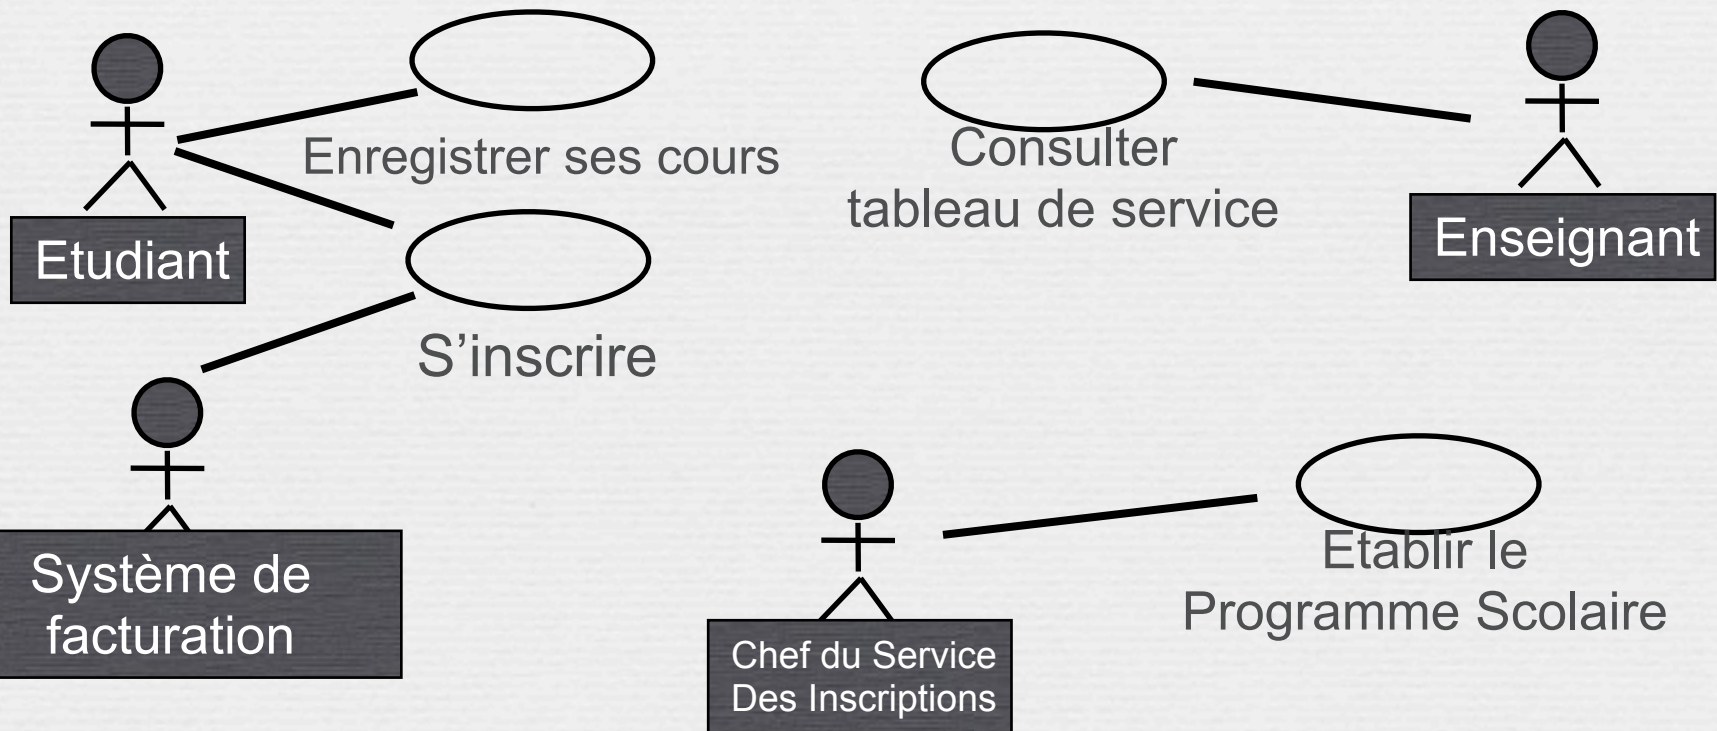 Enregistrer ses cours
Consulter
tableau de service
Etudiant
Enseignant
S’inscrire
Système de
facturation
Etablir le
Programme Scolaire
Chef du Service
Des Inscriptions